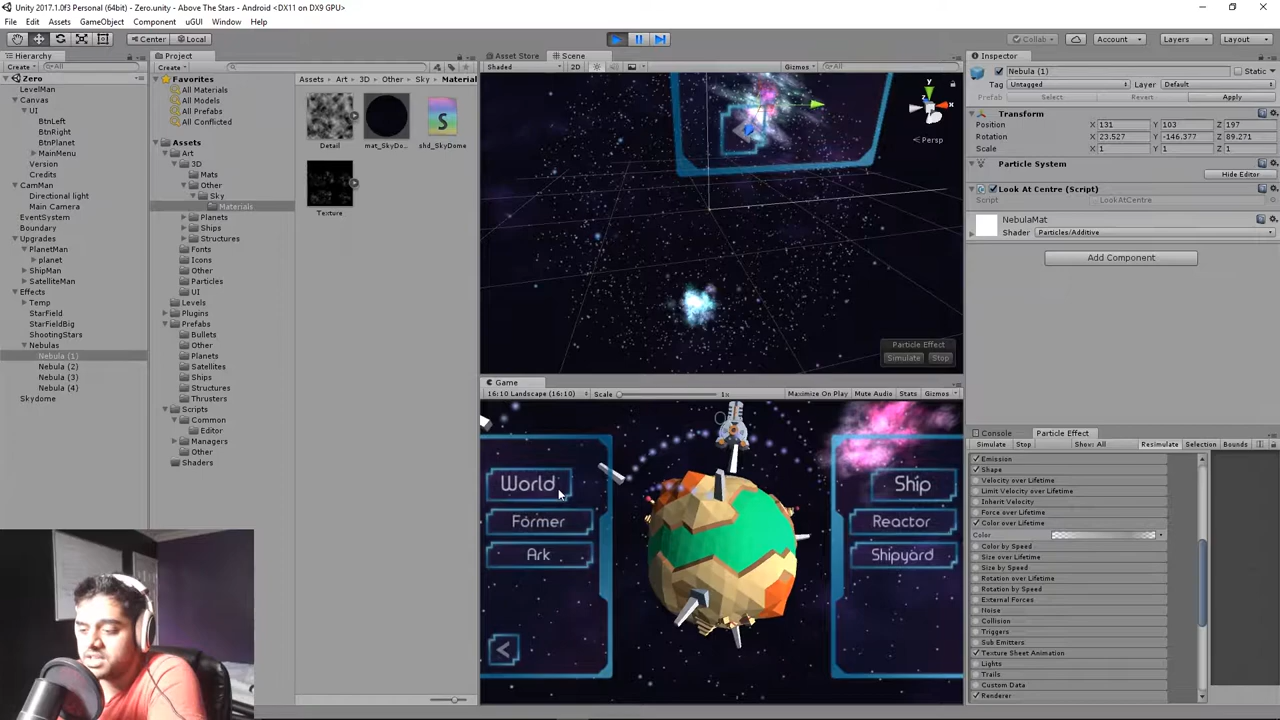 Unity 2017.1.0f3 Personal (64bit) - Zero.unity - Above The Stars - Android <DX11 on DX9 GPU>
File Edit Assets GameObject Component uGUI Window Help
Center Local
Collab Account Layers Layout
Hierarchy
Create All
Zero
LevelMan
Canvas
UI
BtnLeft
BtnRight
BtnPlanet
MainMenu
Version
Credits
CamMan
Directional light
Main Camera
EventSystem
Boundary
Upgrades
PlanetMan
planet
ShipMan
SatelliteMan
Effects
Temp
StarField
StarFieldBig
ShootingStars
Nebulas
Nebula (1)
Nebula (2)
Nebula (3)
Nebula (4)
Skydome
Project
Create
Favorites
All Materials
All Models
All Prefabs
All Conflicted
Assets
Art
3D
Mats
Other
Sky
Materials
Planets
Ships
Structures
Fonts
Icons
Other
Particles
UI
Levels
Plugins
Prefabs
Bullets
Other
Planets
Satellites
Ships
Structures
Thrusters
Scripts
Common
Editor
Managers
Other
Shaders
Assets Art 3D Other Sky Material
Detail mat_SkyDo... shd_SkyDome
Texture
Asset Store Scene
Shaded 2D Gizmos All
y
x
Persp
Particle Effect
Simulate Stop
Game
16:10 Landscape (16:10) Scale 1x Maximize On Play Mute Audio Stats Gizmos
World
Former
Ark
<
Ship
Reactor
Shipyard
Inspector
Nebula (1) Static
Tag Untagged Layer Default
Prefab Select Revert Apply
Transform
Position X 131 Y 103 Z 197
Rotation X 23.527 Y -146.377 Z 89.271
Scale X 1 Y 1 Z 1
Particle System
Hide Editor
Look At Centre (Script)
Script LookAtCentre
NebulaMat
Shader Particles/Additive
Add Component
Console Particle Effect
Simulate Stop Show: All Resimulate Selection Bounds
Emission
Shape
Velocity over Lifetime
Limit Velocity over Lifetime
Inherit Velocity
Force over Lifetime
Color over Lifetime
Color
Color by Speed
Size over Lifetime
Size by Speed
Rotation over Lifetime
Rotation by Speed
External Forces
Noise
Collision
Triggers
Sub Emitters
Texture Sheet Animation
Lights
Trails
Custom Data
Renderer